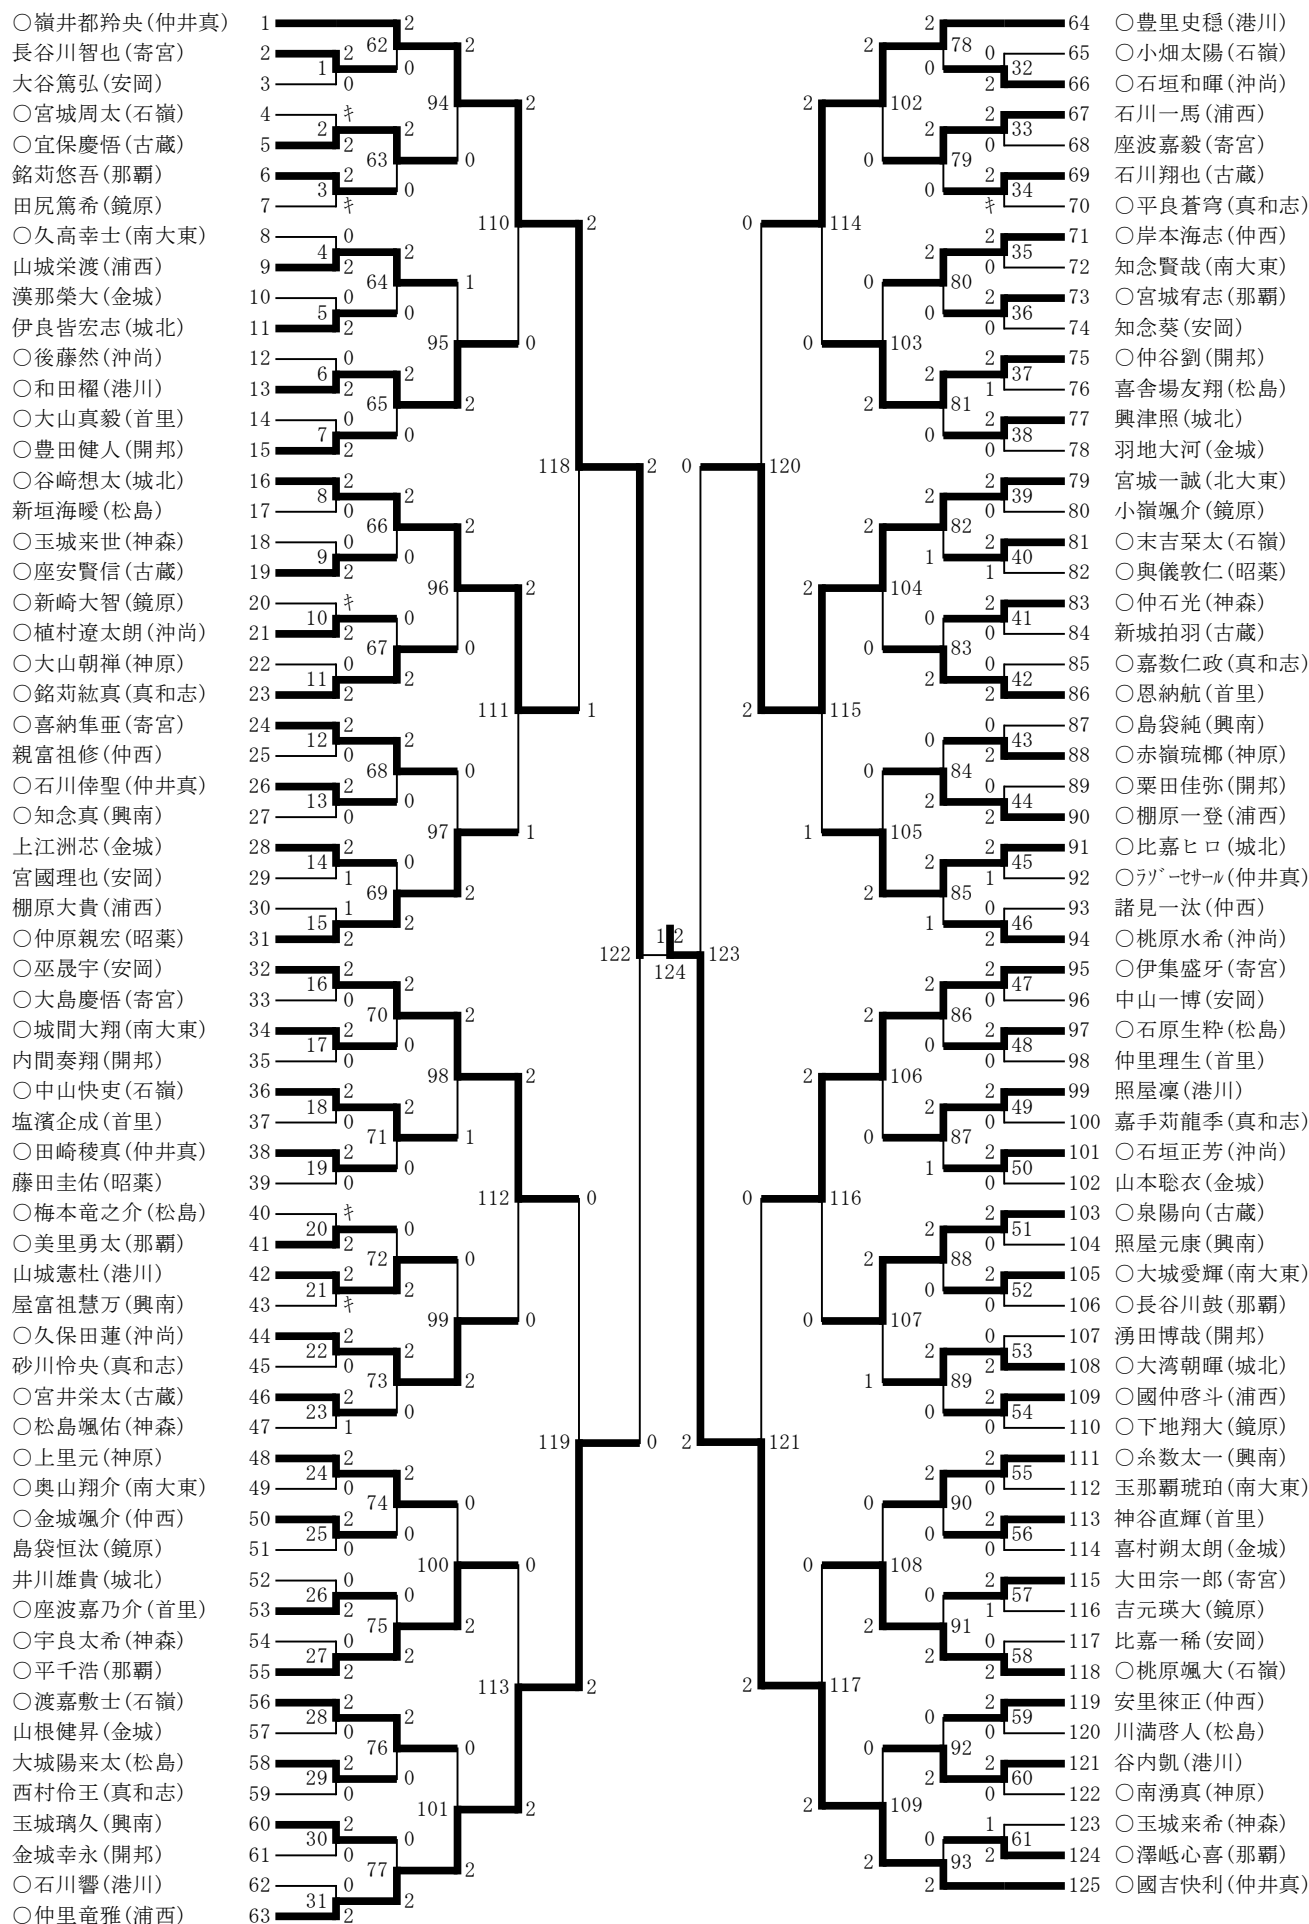 ○嶺井都羚央(仲井真) 1
長谷川智也(寄宮) 2
大谷篤弘(安岡) 3
○宮城周太(石嶺) 4 キ
○宜保慶悟(古蔵) 5
銘苅悠吾(那覇) 6
田尻篤希(鏡原) 7 キ
○久高幸士(南大東) 8
山城栄渡(浦西) 9
漢那榮大(金城) 10
伊良皆宏志(城北) 11
○後藤然(沖尚) 12
○和田櫂(港川) 13
○大山真毅(首里) 14
○豊田健人(開邦) 15
○谷﨑想太(城北) 16
新垣海曖(松島) 17
○玉城来世(神森) 18
○座安賢信(古蔵) 19
○新崎大智(鏡原) 20 キ
○植村遼太朗(沖尚) 21
○大山朝禅(神原) 22
○銘苅紘真(真和志) 23
○喜納隼亜(寄宮) 24
親富祖修(仲西) 25
○石川倖聖(仲井真) 26
○知念真(興南) 27
上江洲芯(金城) 28
宮國理也(安岡) 29
棚原大貴(浦西) 30
○仲原親宏(昭薬) 31
○巫晟宇(安岡) 32
○大島慶悟(寄宮) 33
○城間大翔(南大東) 34
内間奏翔(開邦) 35
○中山快吏(石嶺) 36
塩濱企成(首里) 37
○田崎稜真(仲井真) 38
藤田圭佑(昭薬) 39
○梅本竜之介(松島) 40 キ
○美里勇太(那覇) 41
山城憲杜(港川) 42
屋富祖慧万(興南) 43 キ
○久保田蓮(沖尚) 44
砂川怜央(真和志) 45
○宮井栄太(古蔵) 46
○松島颯佑(神森) 47
○上里元(神原) 48
○奥山翔介(南大東) 49
○金城颯介(仲西) 50
島袋恒汰(鏡原) 51
井川雄貴(城北) 52
○座波嘉乃介(首里) 53
○宇良太希(神森) 54
○平千浩(那覇) 55
○渡嘉敷士(石嶺) 56
山根健昇(金城) 57
大城陽来太(松島) 58
西村伶王(真和志) 59
玉城璃久(興南) 60
金城幸永(開邦) 61
○石川響(港川) 62
○仲里竜雅(浦西) 63
64 ○豊里史穏(港川)
65 ○小畑太陽(石嶺)
66 ○石垣和暉(沖尚)
67 石川一馬(浦西)
68 座波嘉毅(寄宮)
69 石川翔也(古蔵)
キ 70 ○平良蒼穹(真和志)
71 ○岸本海志(仲西)
72 知念賢哉(南大東)
73 ○宮城宥志(那覇)
74 知念葵(安岡)
75 ○仲谷劉(開邦)
76 喜舎場友翔(松島)
77 興津照(城北)
78 羽地大河(金城)
79 宮城一誠(北大東)
80 小嶺颯介(鏡原)
81 ○末吉栞太(石嶺)
82 ○與儀敦仁(昭薬)
83 ○仲石光(神森)
84 新城拍羽(古蔵)
85 ○嘉数仁政(真和志)
86 ○恩納航(首里)
87 ○島袋純(興南)
88 ○赤嶺琉椰(神原)
89 ○粟田佳弥(開邦)
90 ○棚原一登(浦西)
91 ○比嘉ヒロ(城北)
92 ○ラゾーセサール(仲井真)
93 諸見一汰(仲西)
94 ○桃原水希(沖尚)
95 ○伊集盛牙(寄宮)
96 中山一博(安岡)
97 ○石原生粋(松島)
98 仲里理生(首里)
99 照屋凜(港川)
100 嘉手苅龍季(真和志)
101 ○石垣正芳(沖尚)
102 山本聡衣(金城)
103 ○泉陽向(古蔵)
104 照屋元康(興南)
105 ○大城愛輝(南大東)
106 ○長谷川鼓(那覇)
107 湧田博哉(開邦)
108 ○大湾朝暉(城北)
109 ○國仲啓斗(浦西)
110 ○下地翔大(鏡原)
111 ○糸数太一(興南)
112 玉那覇琥珀(南大東)
113 神谷直輝(首里)
114 喜村朔太朗(金城)
115 大田宗一郎(寄宮)
116 吉元瑛大(鏡原)
117 比嘉一稀(安岡)
118 ○桃原颯大(石嶺)
119 安里徠正(仲西)
120 川満啓人(松島)
121 谷内凱(港川)
122 ○南湧真(神原)
123 ○玉城来希(神森)
124 ○澤岻心喜(那覇)
125 ○國吉快利(仲井真)